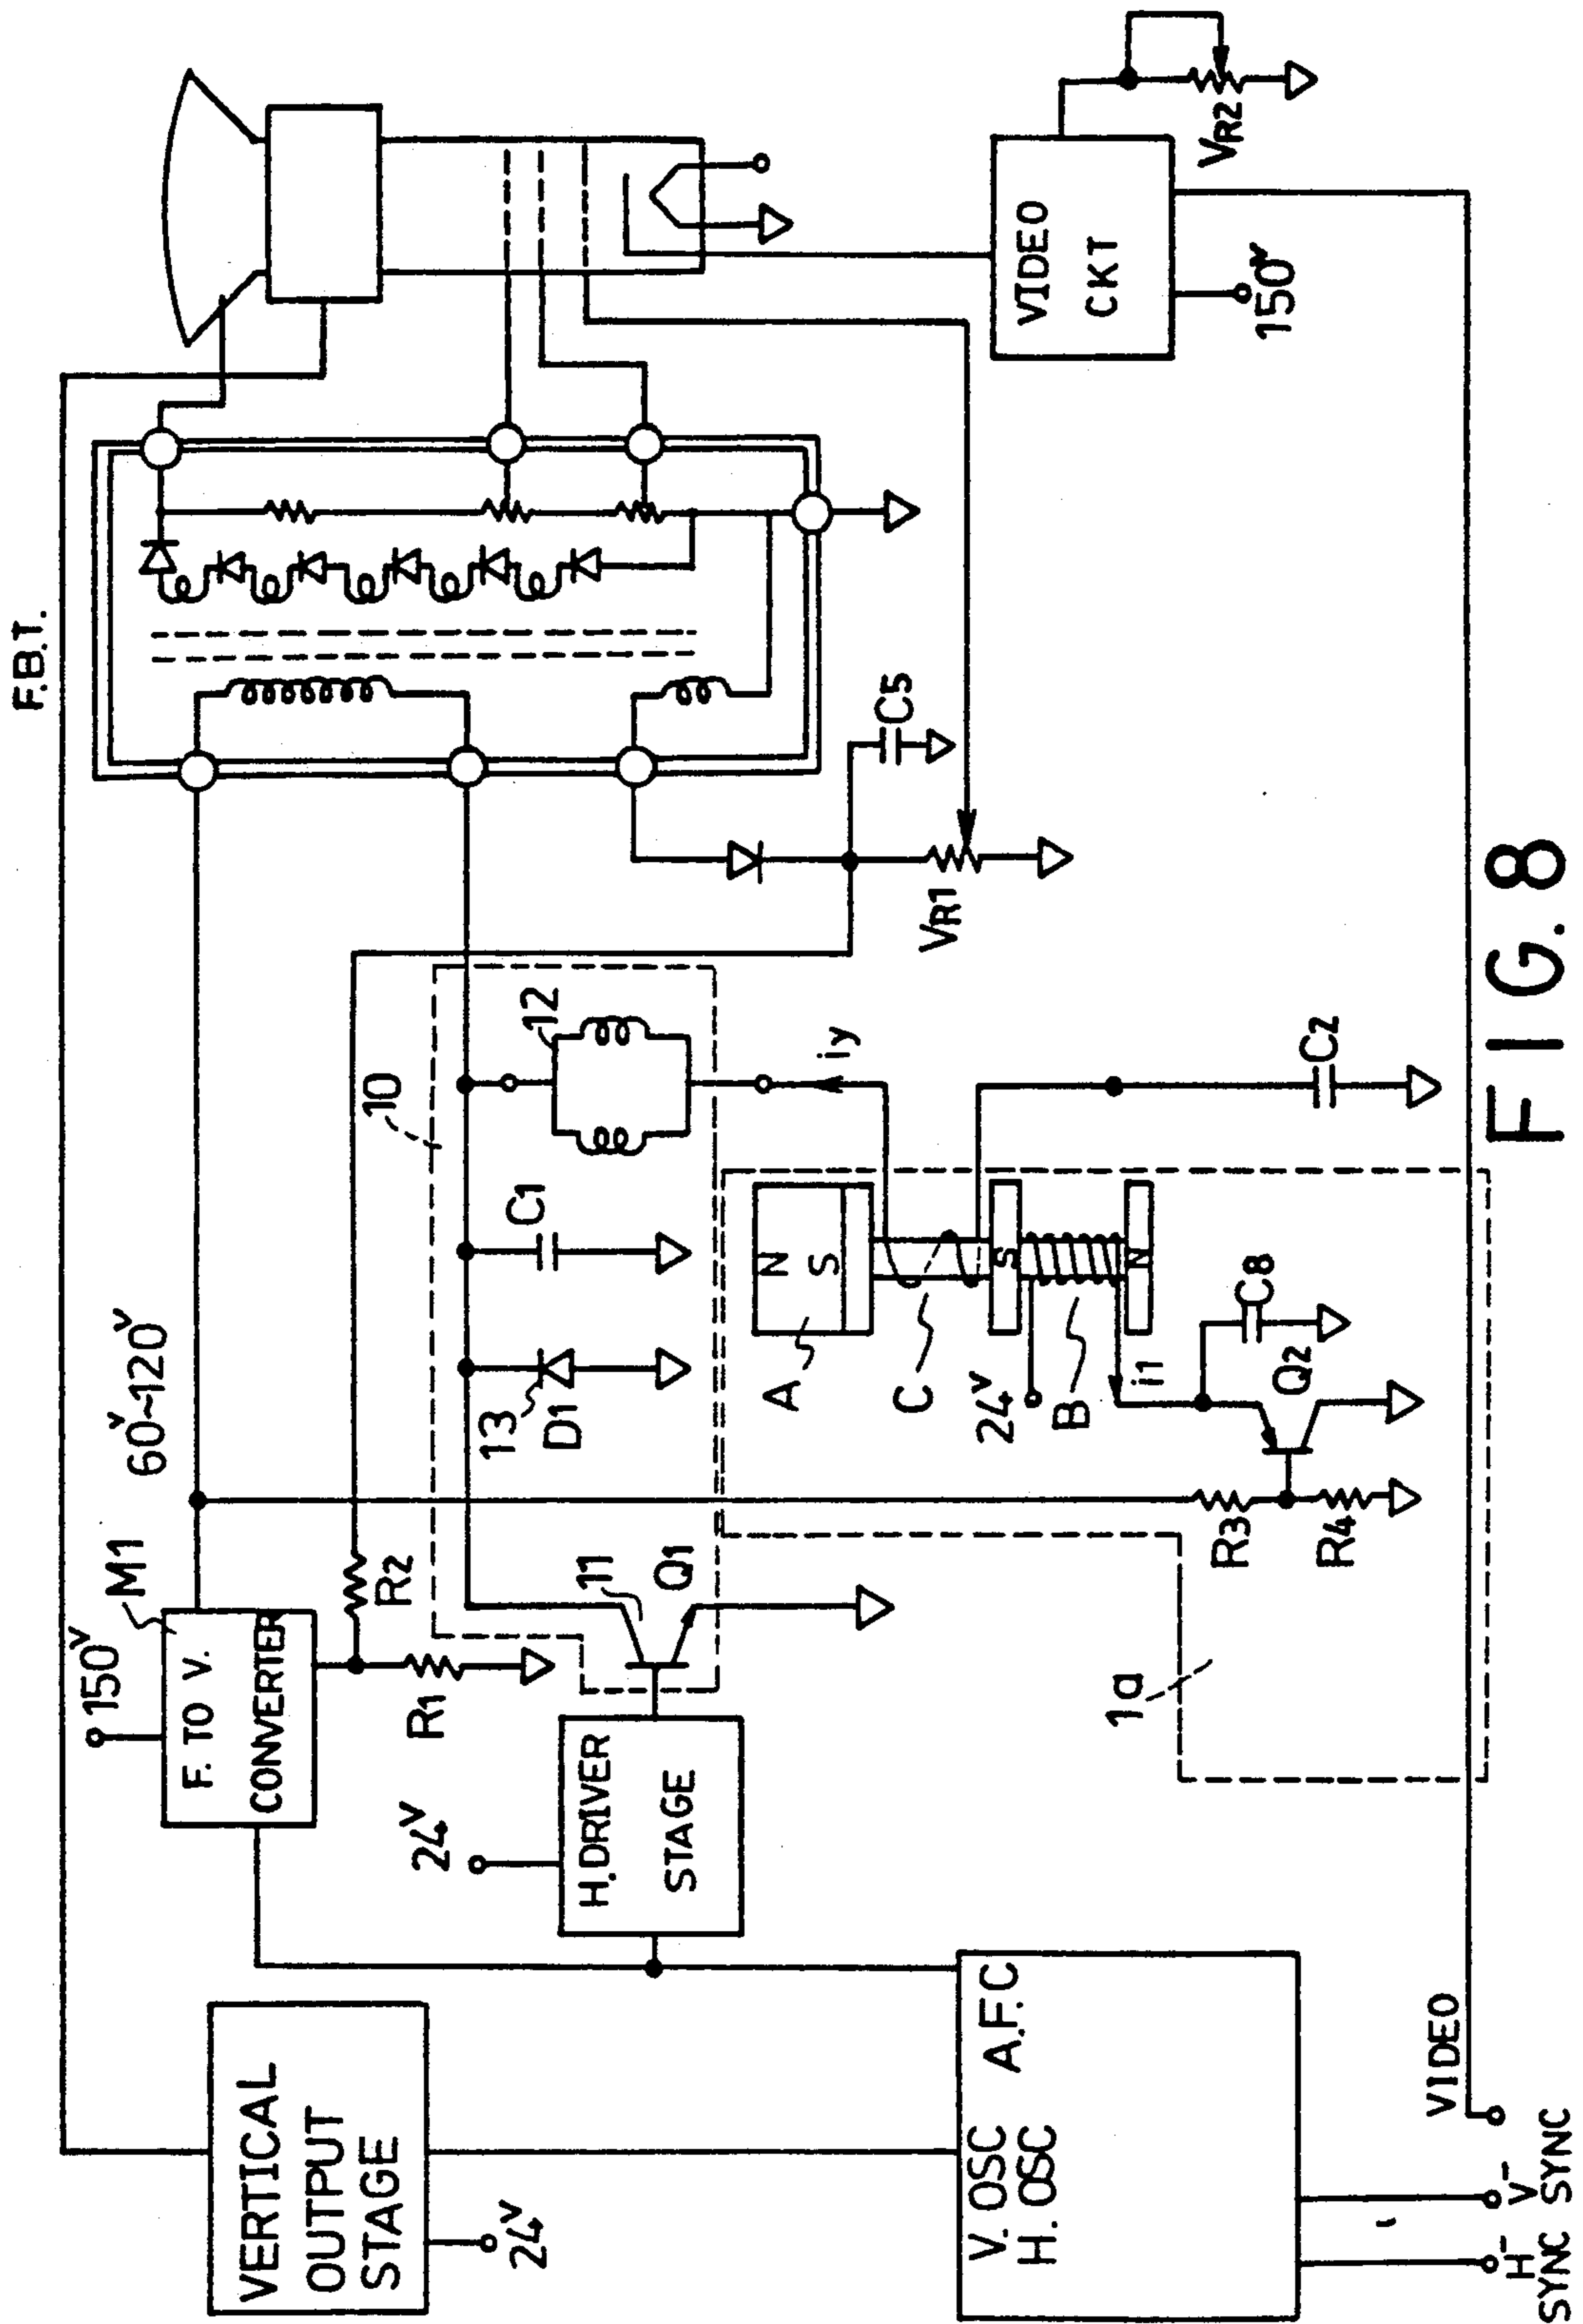 F.B.T.
VERTICAL
OUTPUT
STAGE
24V
150V
M1
F. TO V.
CONVERTER
60V~120V
R2
R1
24V
H.DRIVER
STAGE
11
Q1
13
D1
C1
10
12
iy
VR1
C5
V. OSC A.F.C
H. OSC
1a
R3
R4
A
N
S
C
S
24V
B
N
i1
C8
Q2
C2
VIDEO
CKT
150V
VR2
VIDEO
H-
SYNC
V-
SYNC
FIG. 8